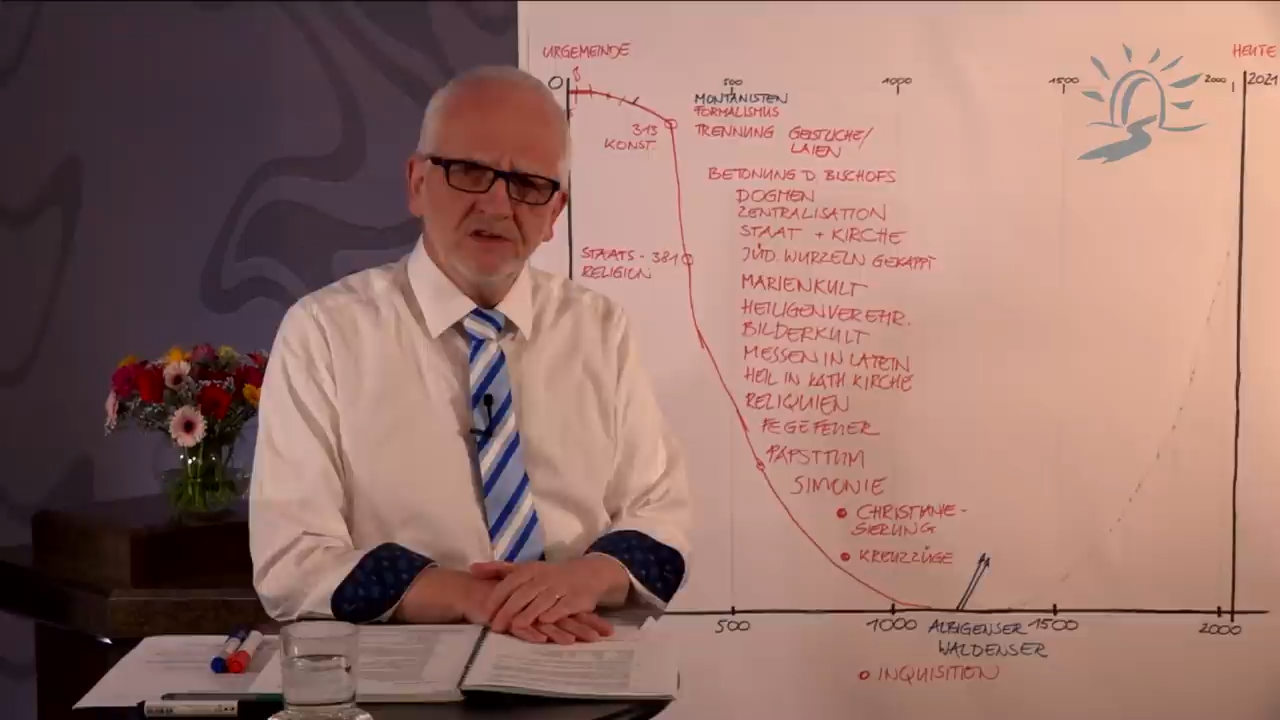 URGEMEINDE
HEUTE
0 500 1000 1500 2000 2021
MONTANISTEN
FORMALISMUS
313 TRENNUNG GEISTLICHE/
KONST. LAIEN
BETONUNG D. BISCHOFS
DOGMEN
ZENTRALISATION
STAAT + KIRCHE
STAATS- 381 JÜD. WURZELN GEKAPPT
RELIGION
MARIENKULT
HEILIGENVEREHR.
BILDERKULT
MESSEN IN LATEIN
HEIL IN KATH KIRCHE
RELIQUIEN
FEGEFEUER
PAPSTTUM
SIMONIE
CHRISTIANI-
SIERUNG
KREUZZÜGE
500 1000 ALBIGENSER 1500 2000
WALDENSER
INQUISITION